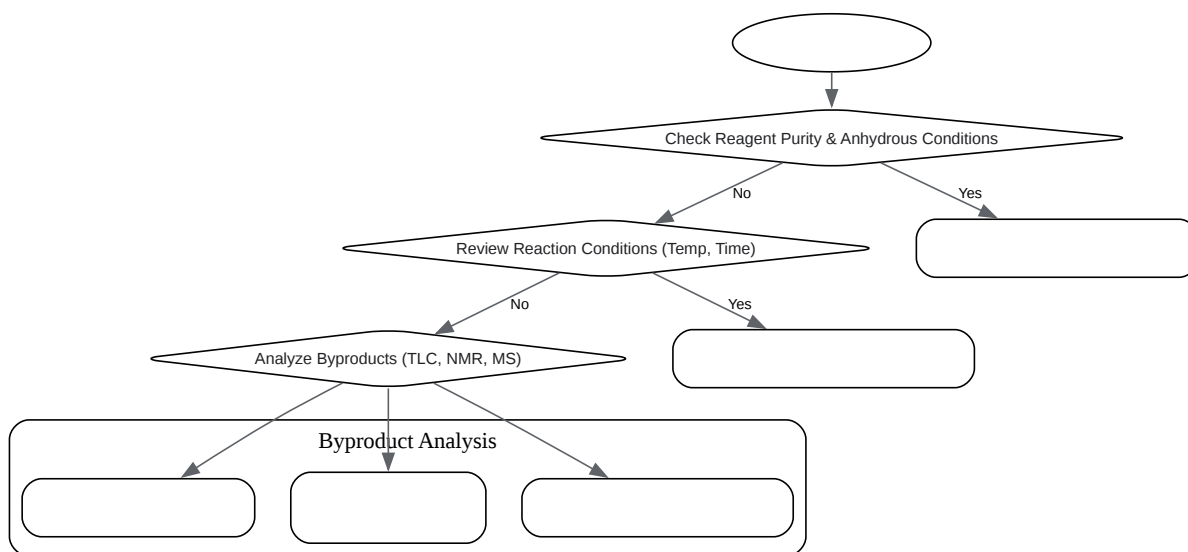 Check Reagent Purity & Anhydrous Conditions
No
Yes
Review Reaction Conditions (Temp, Time)
No
Yes
Analyze Byproducts (TLC, NMR, MS)
Byproduct Analysis